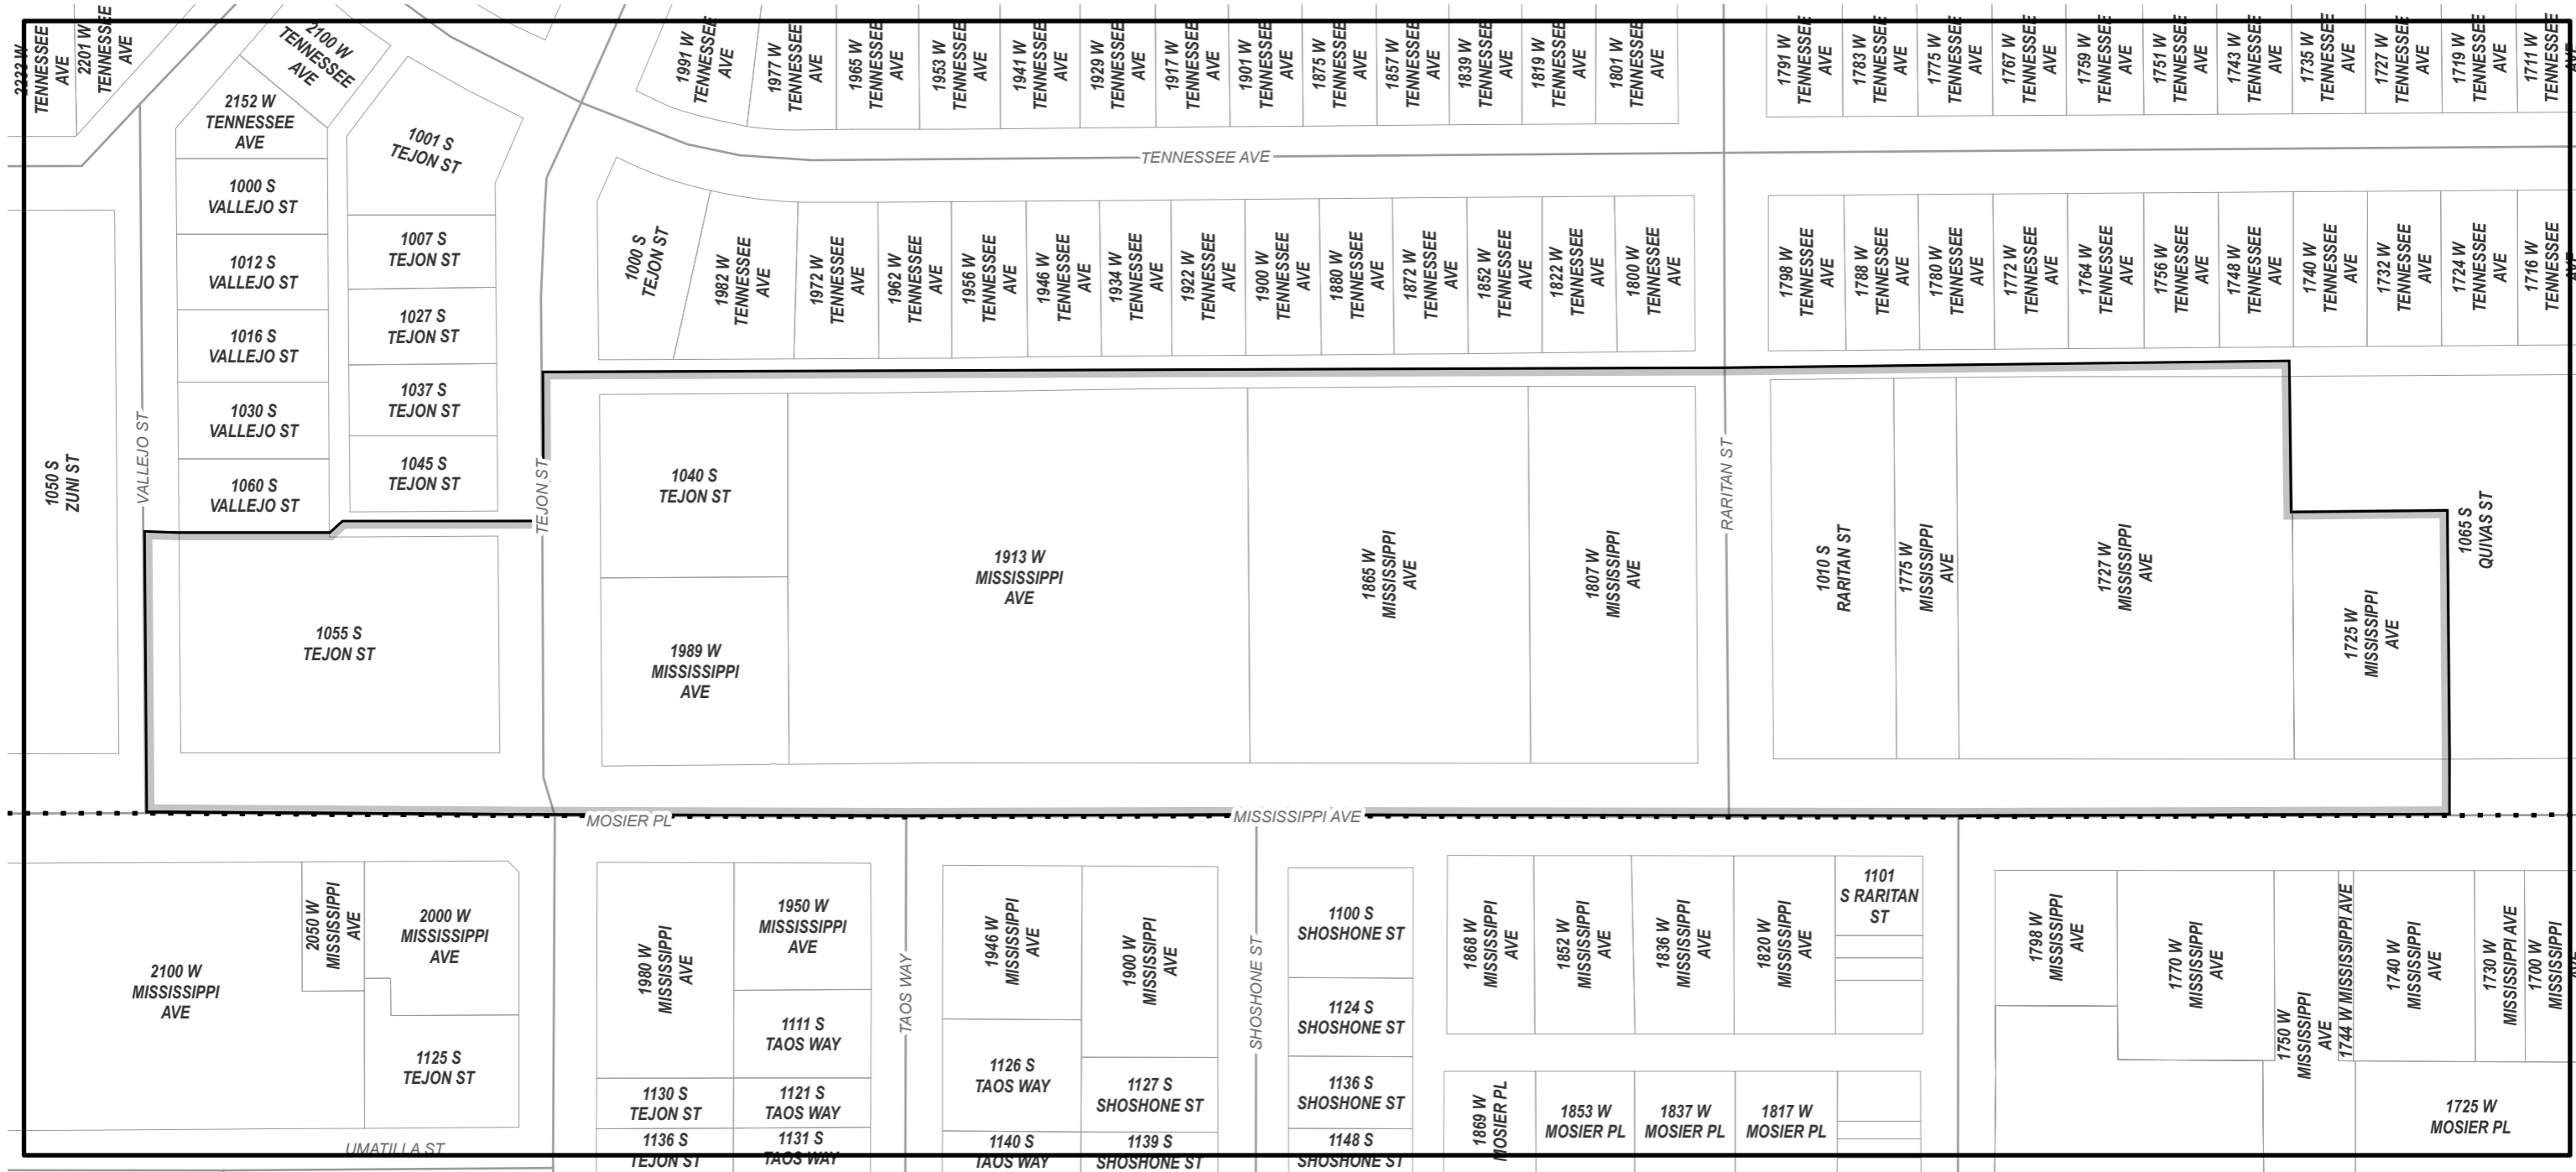 2233 W
TENNESSEE
AVE
2201 W
TENNESSEE
AVE
2100 W
TENNESSEE
AVE
1991 W
TENNESSEE
AVE
1977 W
TENNESSEE
AVE
1965 W
TENNESSEE
AVE
1953 W
TENNESSEE
AVE
1941 W
TENNESSEE
AVE
1929 W
TENNESSEE
AVE
1917 W
TENNESSEE
AVE
1901 W
TENNESSEE
AVE
1875 W
TENNESSEE
AVE
1857 W
TENNESSEE
AVE
1839 W
TENNESSEE
AVE
1819 W
TENNESSEE
AVE
1801 W
TENNESSEE
AVE
1791 W
TENNESSEE
AVE
1783 W
TENNESSEE
AVE
1775 W
TENNESSEE
AVE
1767 W
TENNESSEE
AVE
1759 W
TENNESSEE
AVE
1751 W
TENNESSEE
AVE
1743 W
TENNESSEE
AVE
1735 W
TENNESSEE
AVE
1727 W
TENNESSEE
AVE
1719 W
TENNESSEE
AVE
1711 W
TENNESSEE
AVE
2152 W
TENNESSEE
AVE
1001 S
TEJON ST
TENNESSEE AVE
1000 S
VALLEJO ST
1007 S
TEJON ST
1012 S
VALLEJO ST
1027 S
TEJON ST
1016 S
VALLEJO ST
1037 S
TEJON ST
1030 S
VALLEJO ST
1045 S
TEJON ST
1060 S
VALLEJO ST
1000 S
TEJON ST
1982 W
TENNESSEE
AVE
1972 W
TENNESSEE
AVE
1962 W
TENNESSEE
AVE
1956 W
TENNESSEE
AVE
1946 W
TENNESSEE
AVE
1934 W
TENNESSEE
AVE
1922 W
TENNESSEE
AVE
1900 W
TENNESSEE
AVE
1880 W
TENNESSEE
AVE
1872 W
TENNESSEE
AVE
1852 W
TENNESSEE
AVE
1822 W
TENNESSEE
AVE
1800 W
TENNESSEE
AVE
1798 W
TENNESSEE
AVE
1788 W
TENNESSEE
AVE
1780 W
TENNESSEE
AVE
1772 W
TENNESSEE
AVE
1764 W
TENNESSEE
AVE
1756 W
TENNESSEE
AVE
1748 W
TENNESSEE
AVE
1740 W
TENNESSEE
AVE
1732 W
TENNESSEE
AVE
1724 W
TENNESSEE
AVE
1716 W
TENNESSEE
AVE
1050 S
ZUNI ST
VALLEJO ST
TEJON ST
RARITAN ST
1055 S
TEJON ST
1040 S
TEJON ST
1989 W
MISSISSIPPI
AVE
1913 W
MISSISSIPPI
AVE
1865 W
MISSISSIPPI
AVE
1807 W
MISSISSIPPI
AVE
1010 S
RARITAN ST
1775 W
MISSISSIPPI
AVE
1727 W
MISSISSIPPI
AVE
1725 W
MISSISSIPPI
AVE
1065 S
QUIVAS ST
MOSIER PL
MISSISSIPPI AVE
2100 W
MISSISSIPPI
AVE
2050 W
MISSISSIPPI
AVE
2000 W
MISSISSIPPI
AVE
1125 S
TEJON ST
UMATILLA ST
1980 W
MISSISSIPPI
AVE
1950 W
MISSISSIPPI
AVE
1111 S
TAOS WAY
1130 S
TEJON ST
1121 S
TAOS WAY
1136 S
TEJON ST
1131 S
TAOS WAY
TAOS WAY
1946 W
MISSISSIPPI
AVE
1900 W
MISSISSIPPI
AVE
1126 S
TAOS WAY
1127 S
SHOSHONE ST
1140 S
TAOS WAY
1139 S
SHOSHONE ST
SHOSHONE ST
1100 S
SHOSHONE ST
1124 S
SHOSHONE ST
1136 S
SHOSHONE ST
1148 S
SHOSHONE ST
1868 W
MISSISSIPPI
AVE
1852 W
MISSISSIPPI
AVE
1836 W
MISSISSIPPI
AVE
1820 W
MISSISSIPPI
AVE
1101
S RARITAN
ST
1869 W
MOSIER PL
1853 W
MOSIER PL
1837 W
MOSIER PL
1817 W
MOSIER PL
1798 W
MISSISSIPPI
AVE
1770 W
MISSISSIPPI
AVE
1750 W
MISSISSIPPI
AVE
1744 W MISSISSIPPI AVE
1740 W
MISSISSIPPI
AVE
1730 W
MISSISSIPPI AVE
1700 W
MISSISSIPPI
AVE
1725 W
MOSIER PL